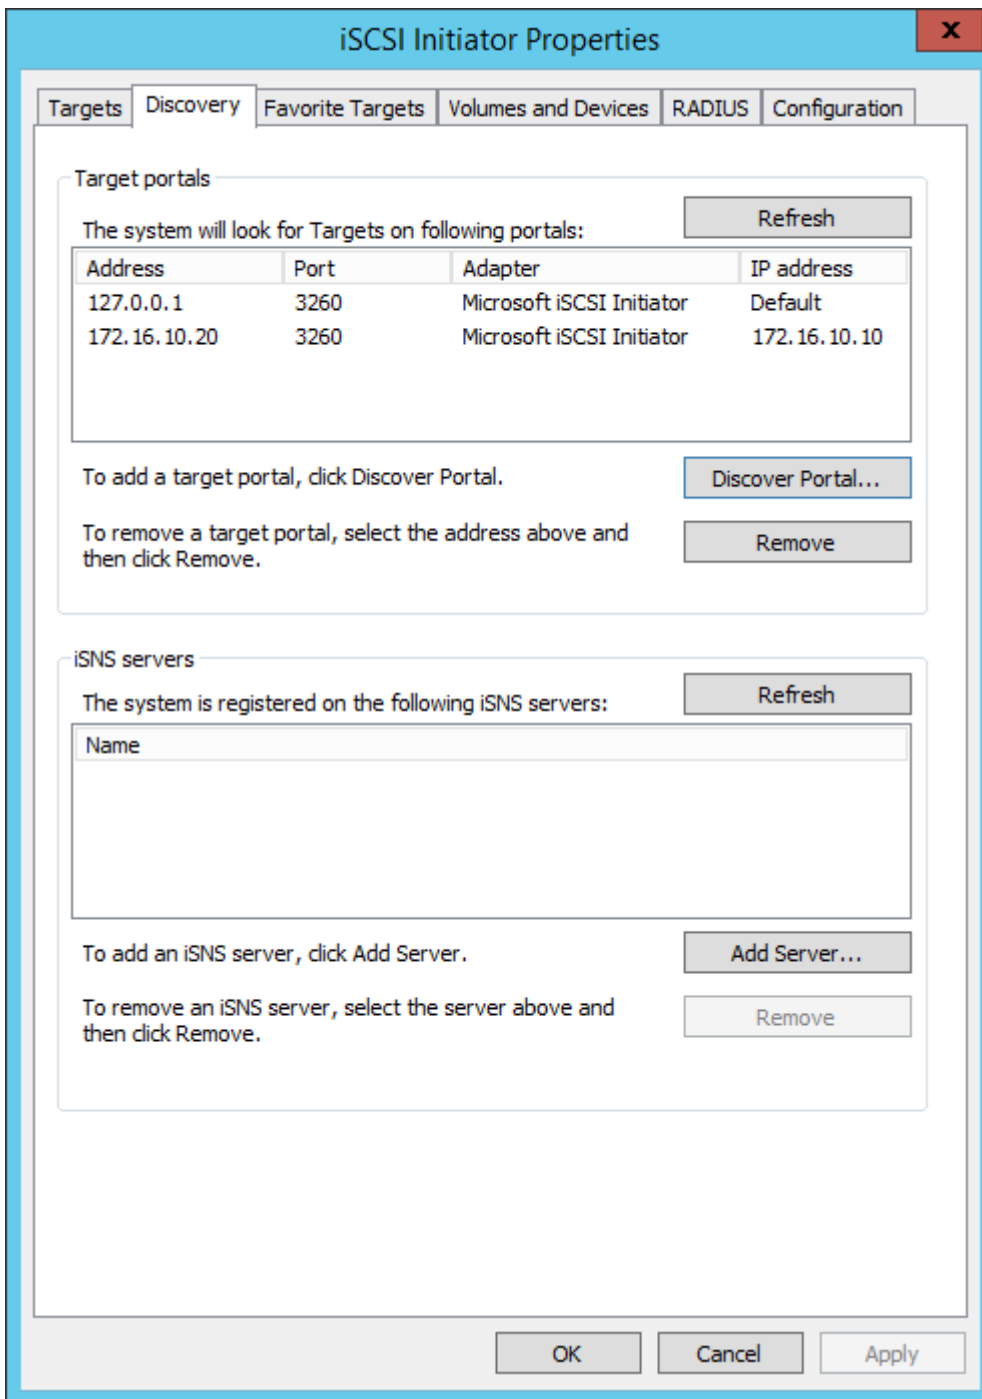 iSCSI Initiator Properties
x
Targets Discovery Favorite Targets Volumes and Devices RADIUS Configuration
Target portals
The system will look for Targets on following portals:
Refresh
Address Port Adapter IP address
127.0.0.1 3260 Microsoft iSCSI Initiator Default
172.16.10.20 3260 Microsoft iSCSI Initiator 172.16.10.10
To add a target portal, click Discover Portal.
Discover Portal...
To remove a target portal, select the address above and
then click Remove.
Remove
iSNS servers
The system is registered on the following iSNS servers:
Refresh
Name
To add an iSNS server, click Add Server.
Add Server...
To remove an iSNS server, select the server above and
then click Remove.
Remove
OK Cancel Apply